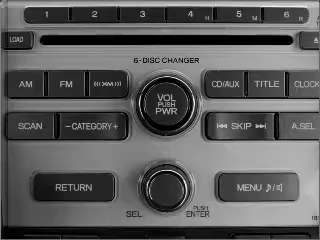 1 2 3 4 H 5 M 6 R
LOAD
6-DISC CHANGER
AM FM XM CD/AUX TITLE CLOCK
VOL
PUSH
PWR
SCAN −CATEGORY+ |◀◀ SKIP ▶▶| A.SEL
RETURN MENU
SEL PUSH
ENTER